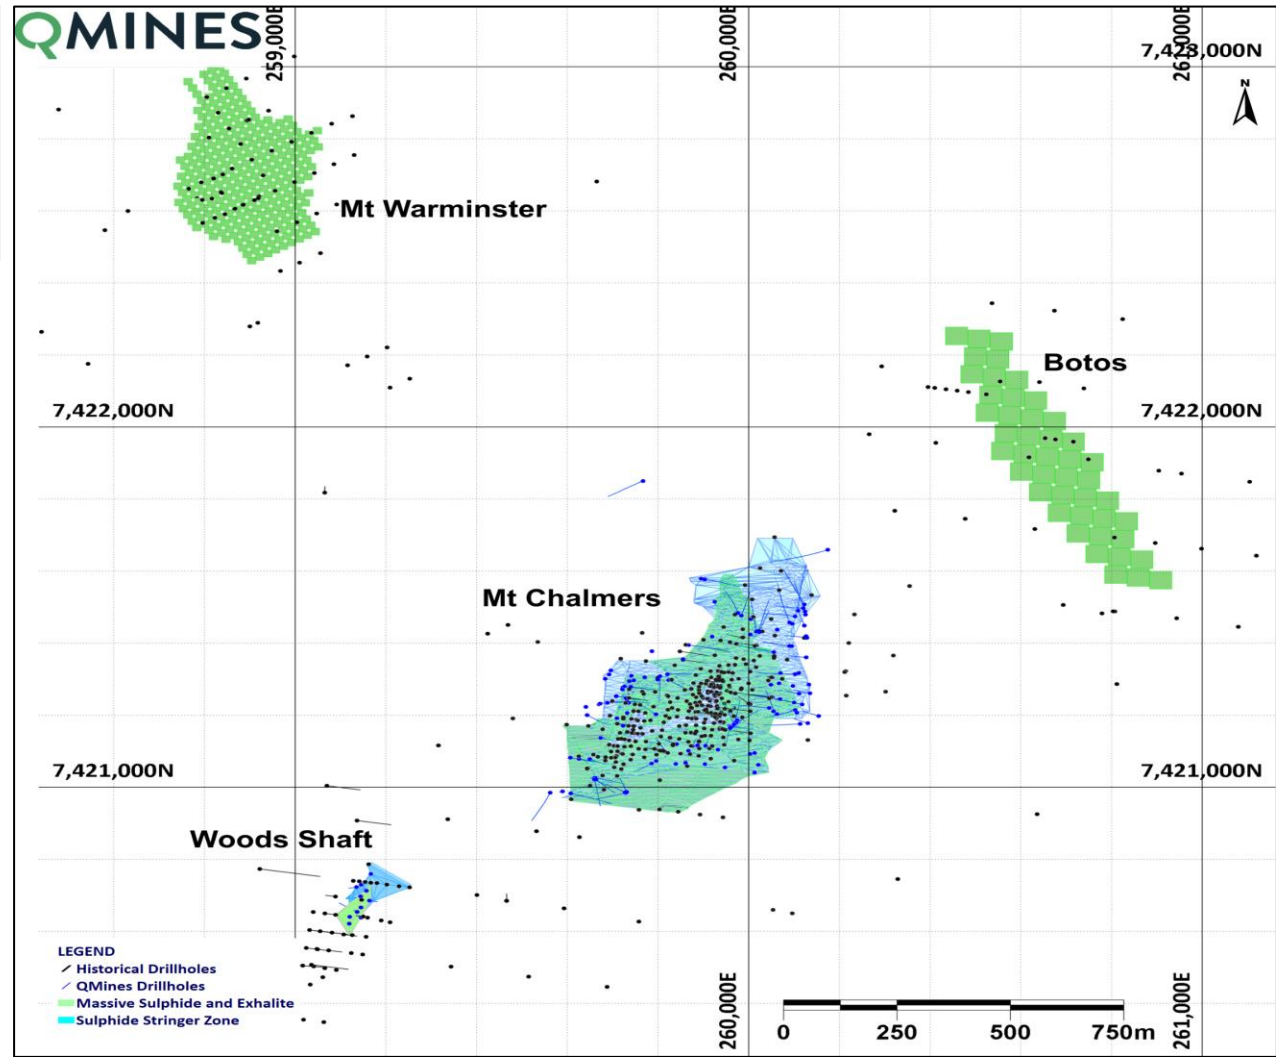 QMINES
259,000E
260,000E
261,000E
7,423,000N
N
Mt Warminster
Botos
7,422,000N
7,422,000N
Mt Chalmers
7,421,000N
7,421,000N
Woods Shaft
LEGEND
Historical Drillholes
QMines Drillholes
Massive Sulphide and Exhalite
Sulphide Stringer Zone
260,000E
261,000E
0 250 500 750m